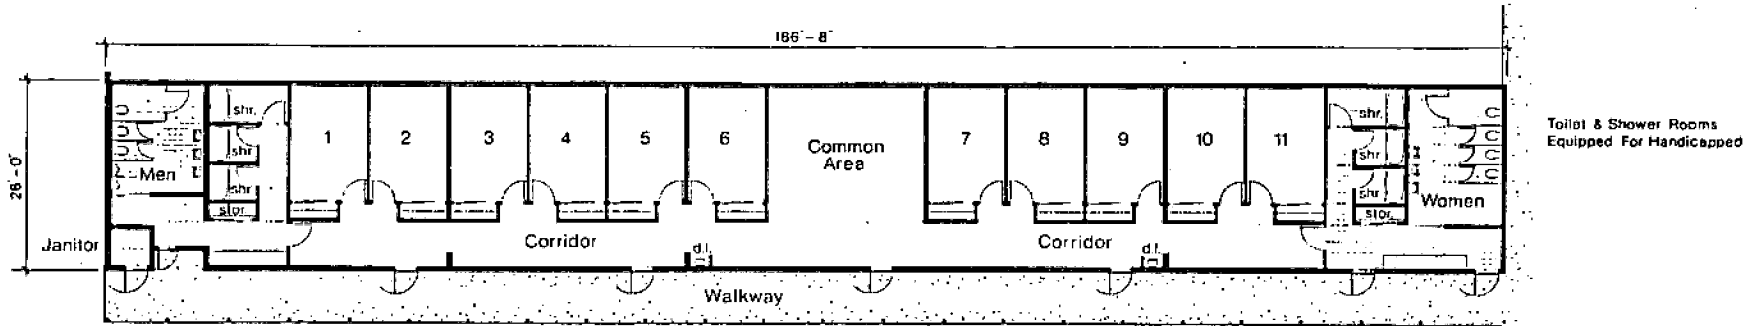 166'-8"
26'-0"
Men
shr.
shr.
shr.
stor.
1
2
3
4
5
6
Common
Area
7
8
9
10
11
shr.
shr.
shr.
stor.
Women
Toilet & Shower Rooms
Equipped For Handicapped
Janitor
Corridor
d.f.
Corridor
d.f.
Walkway